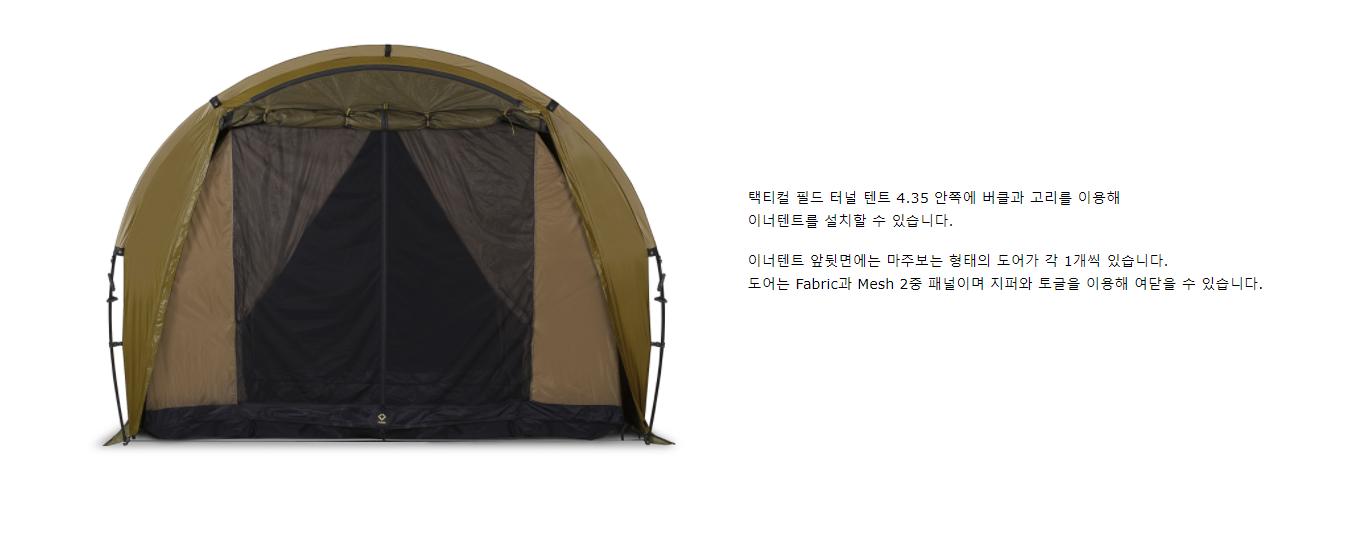 택티컬 필드 터널 텐트 4.35 안쪽에 버클과 고리를 이용해
이너텐트를 설치할 수 있습니다.
이너텐트 앞뒷면에는 마주보는 형태의 도어가 각 1개씩 있습니다.
도어는 Fabric과 Mesh 2중 패널이며 지퍼와 토글을 이용해 여닫을 수 있습니다.